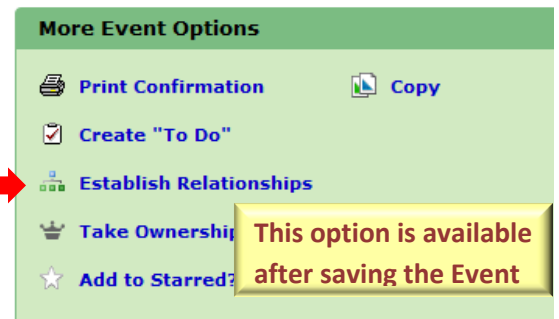 More Event Options
Print Confirmation Copy
Create "To Do"
Establish Relationships
Take Ownership
Add to Starred?
This option is available
after saving the Event